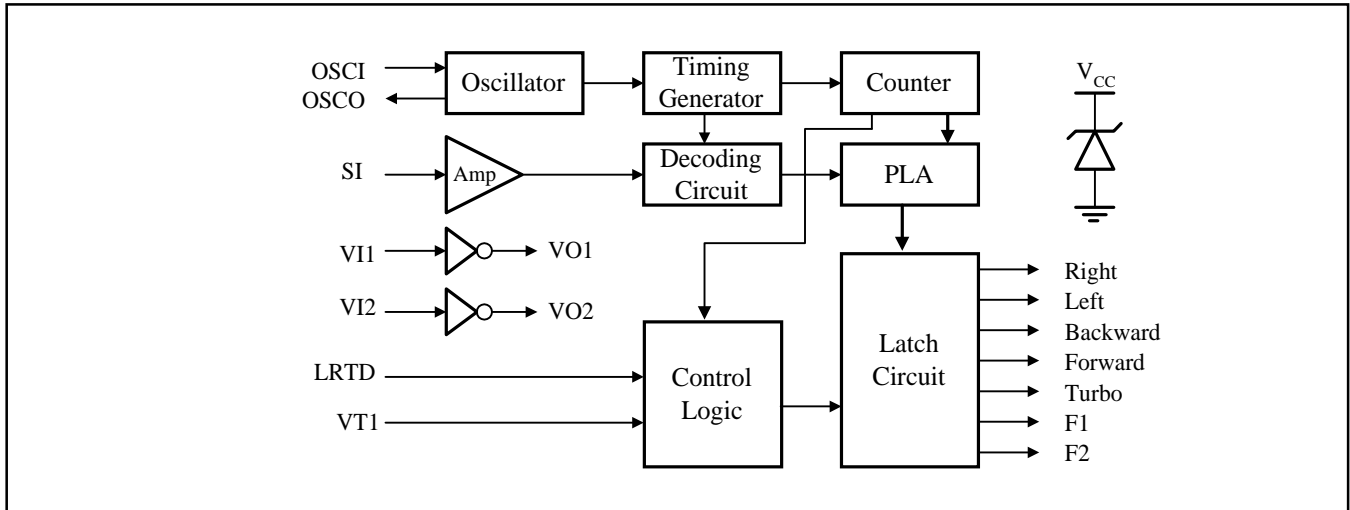 OSCI
OSCO
Oscillator
Timing
Generator
Counter
V_CC
SI
Amp
Decoding
Circuit
PLA
VI1
VO1
VI2
VO2
LRTD
VT1
Control
Logic
Latch
Circuit
Right
Left
Backward
Forward
Turbo
F1
F2